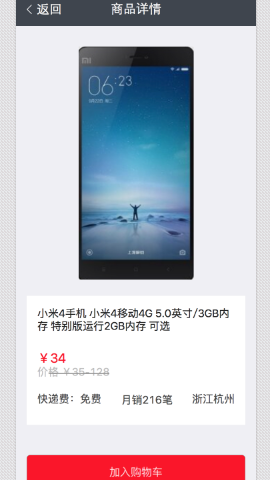 返回
商品详情
MI
06:23
小米4手机 小米4移动4G 5.0英寸/3GB内
存 特别版运行2GB内存 可选
￥34
价格 ￥35-128
快递费：免费 月销216笔 浙江杭州
加入购物车